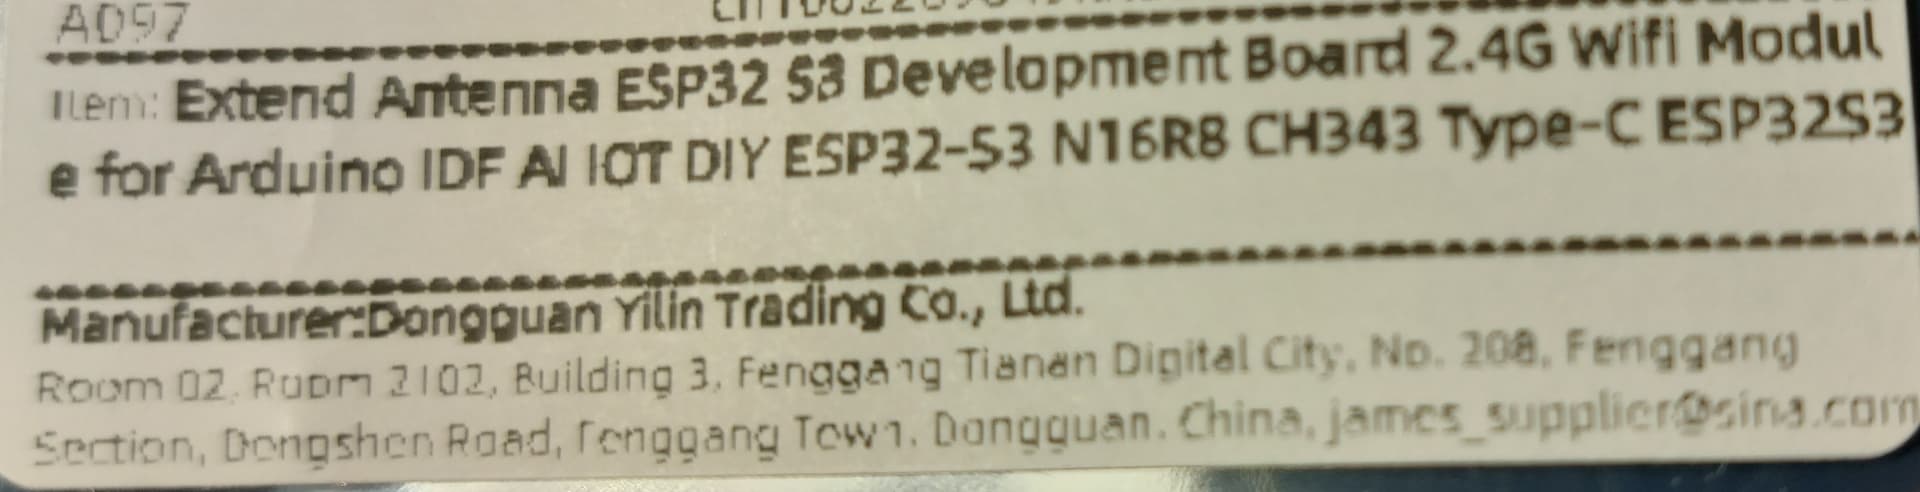 A097
Item: Extend Antenna ESP32 S3 Development Board 2.4G Wifi Modul
e for Arduino IDF AI IOT DIY ESP32-S3 N16R8 CH343 Type-C ESP32S3
Manufacturer:Dongguan Yilin Trading Co., Ltd.
Room 02, Room 2102, Building 3, Fenggang Tianan Digital City, No. 208, Fenggang
Section, Dongshen Road, Fenggang Town, Dongguan, China, james_supplier@sina.com